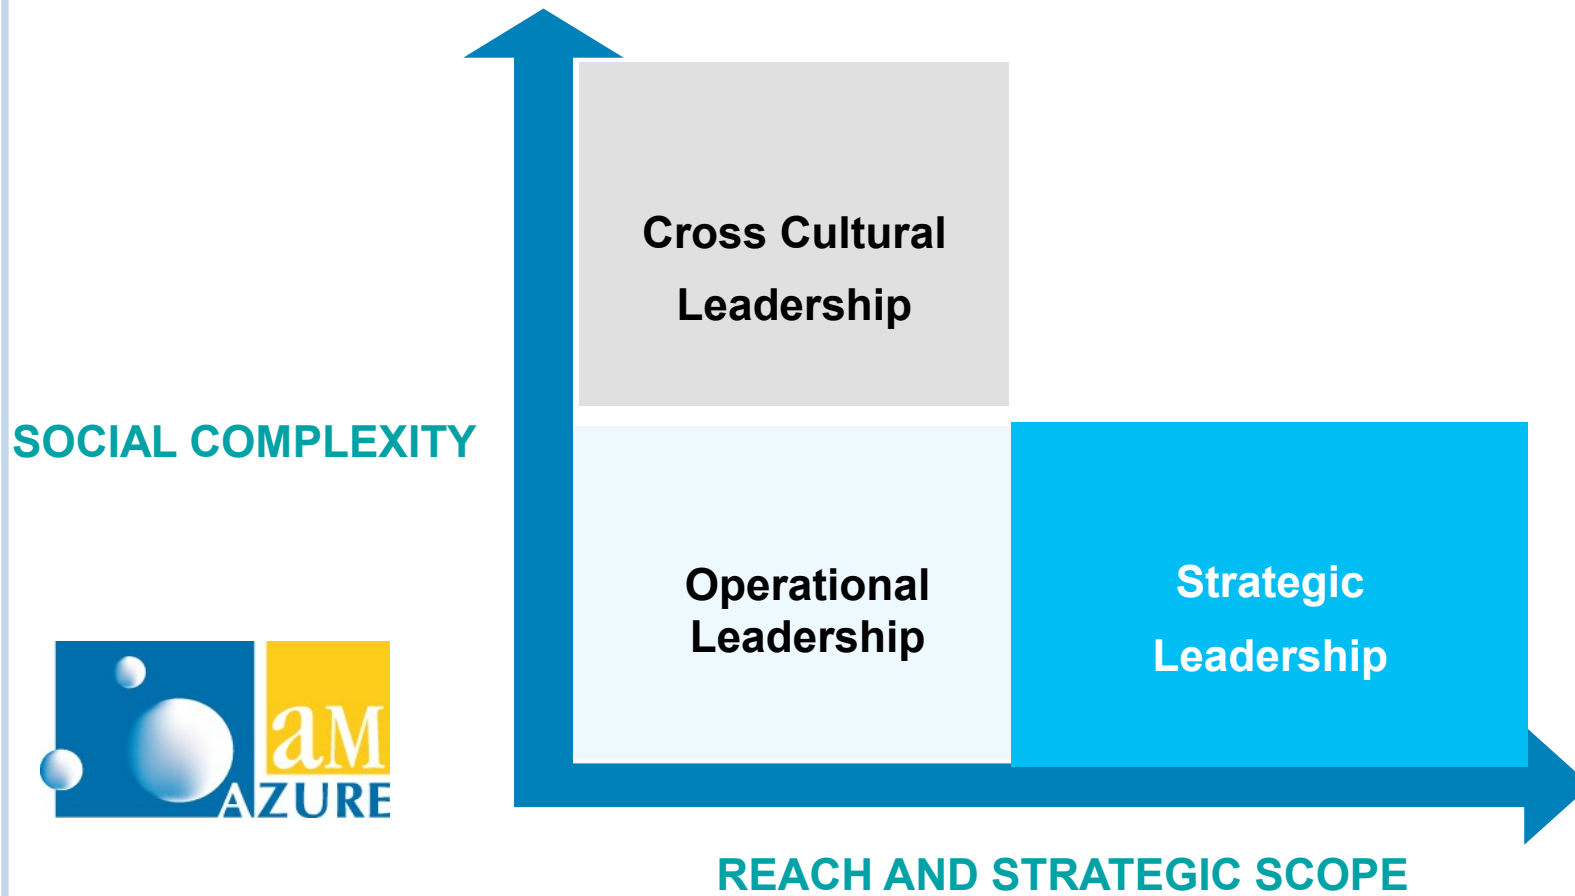 Cross Cultural
Leadership
SOCIAL COMPLEXITY
Operational
Leadership
Strategic
Leadership
aM
AZURE
REACH AND STRATEGIC SCOPE